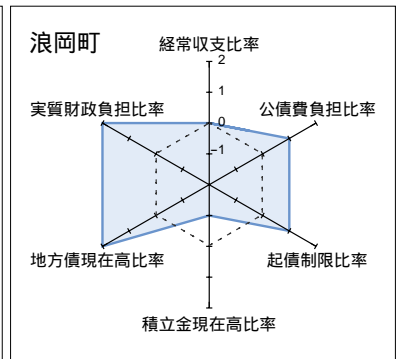 浪岡町
経常収支比率
2
1
0
-1
実質財政負担比率
公債費負担比率
地方債現在高比率
起債制限比率
積立金現在高比率